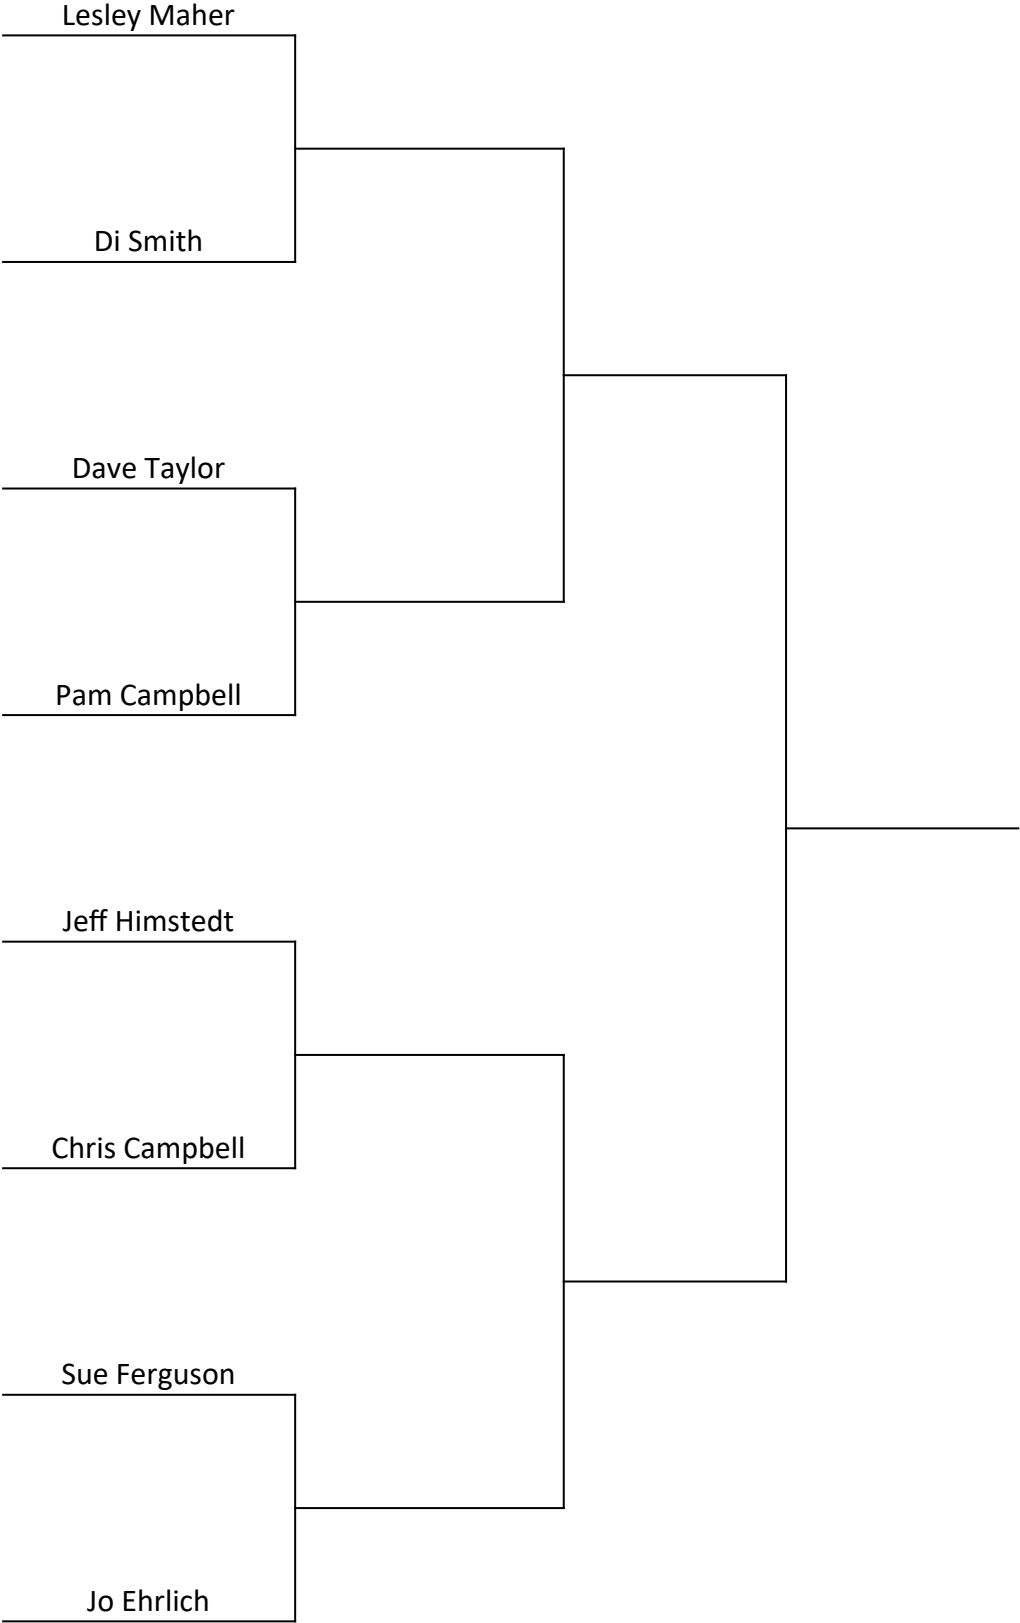 Lesley Maher
Di Smith
Dave Taylor
Pam Campbell
Jeff Himstedt
Chris Campbell
Sue Ferguson
Jo Ehrlich